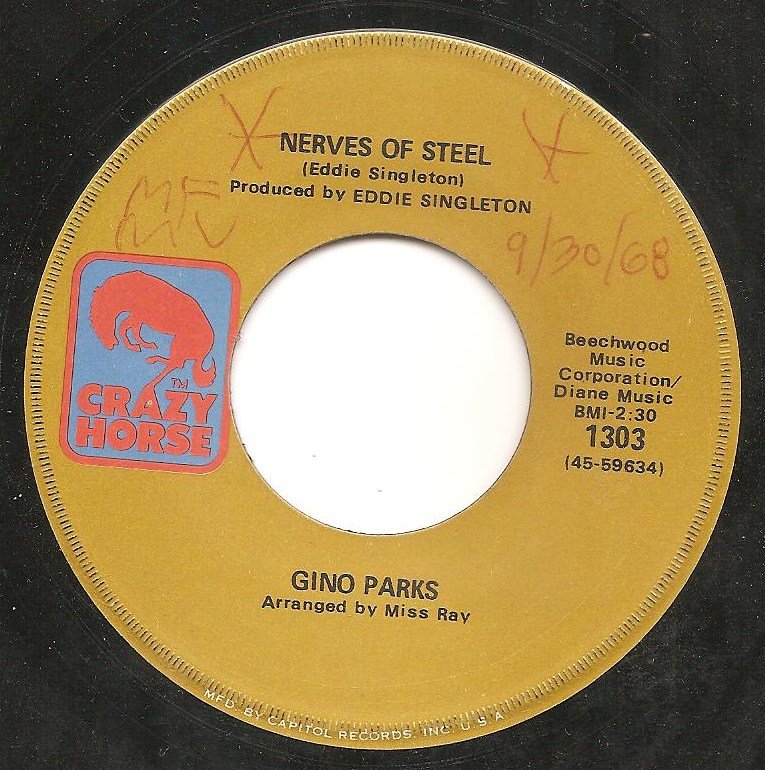 NERVES OF STEEL
(Eddie Singleton)
Produced by EDDIE SINGLETON
9/30/68
TM
CRAZY
HORSE
Beechwood
Music
Corporation/
Diane Music
BMI-2:30
1303
(45-59634)
GINO PARKS
Arranged by Miss Ray
MFD. BY CAPITOL RECORDS, INC. U.S.A.